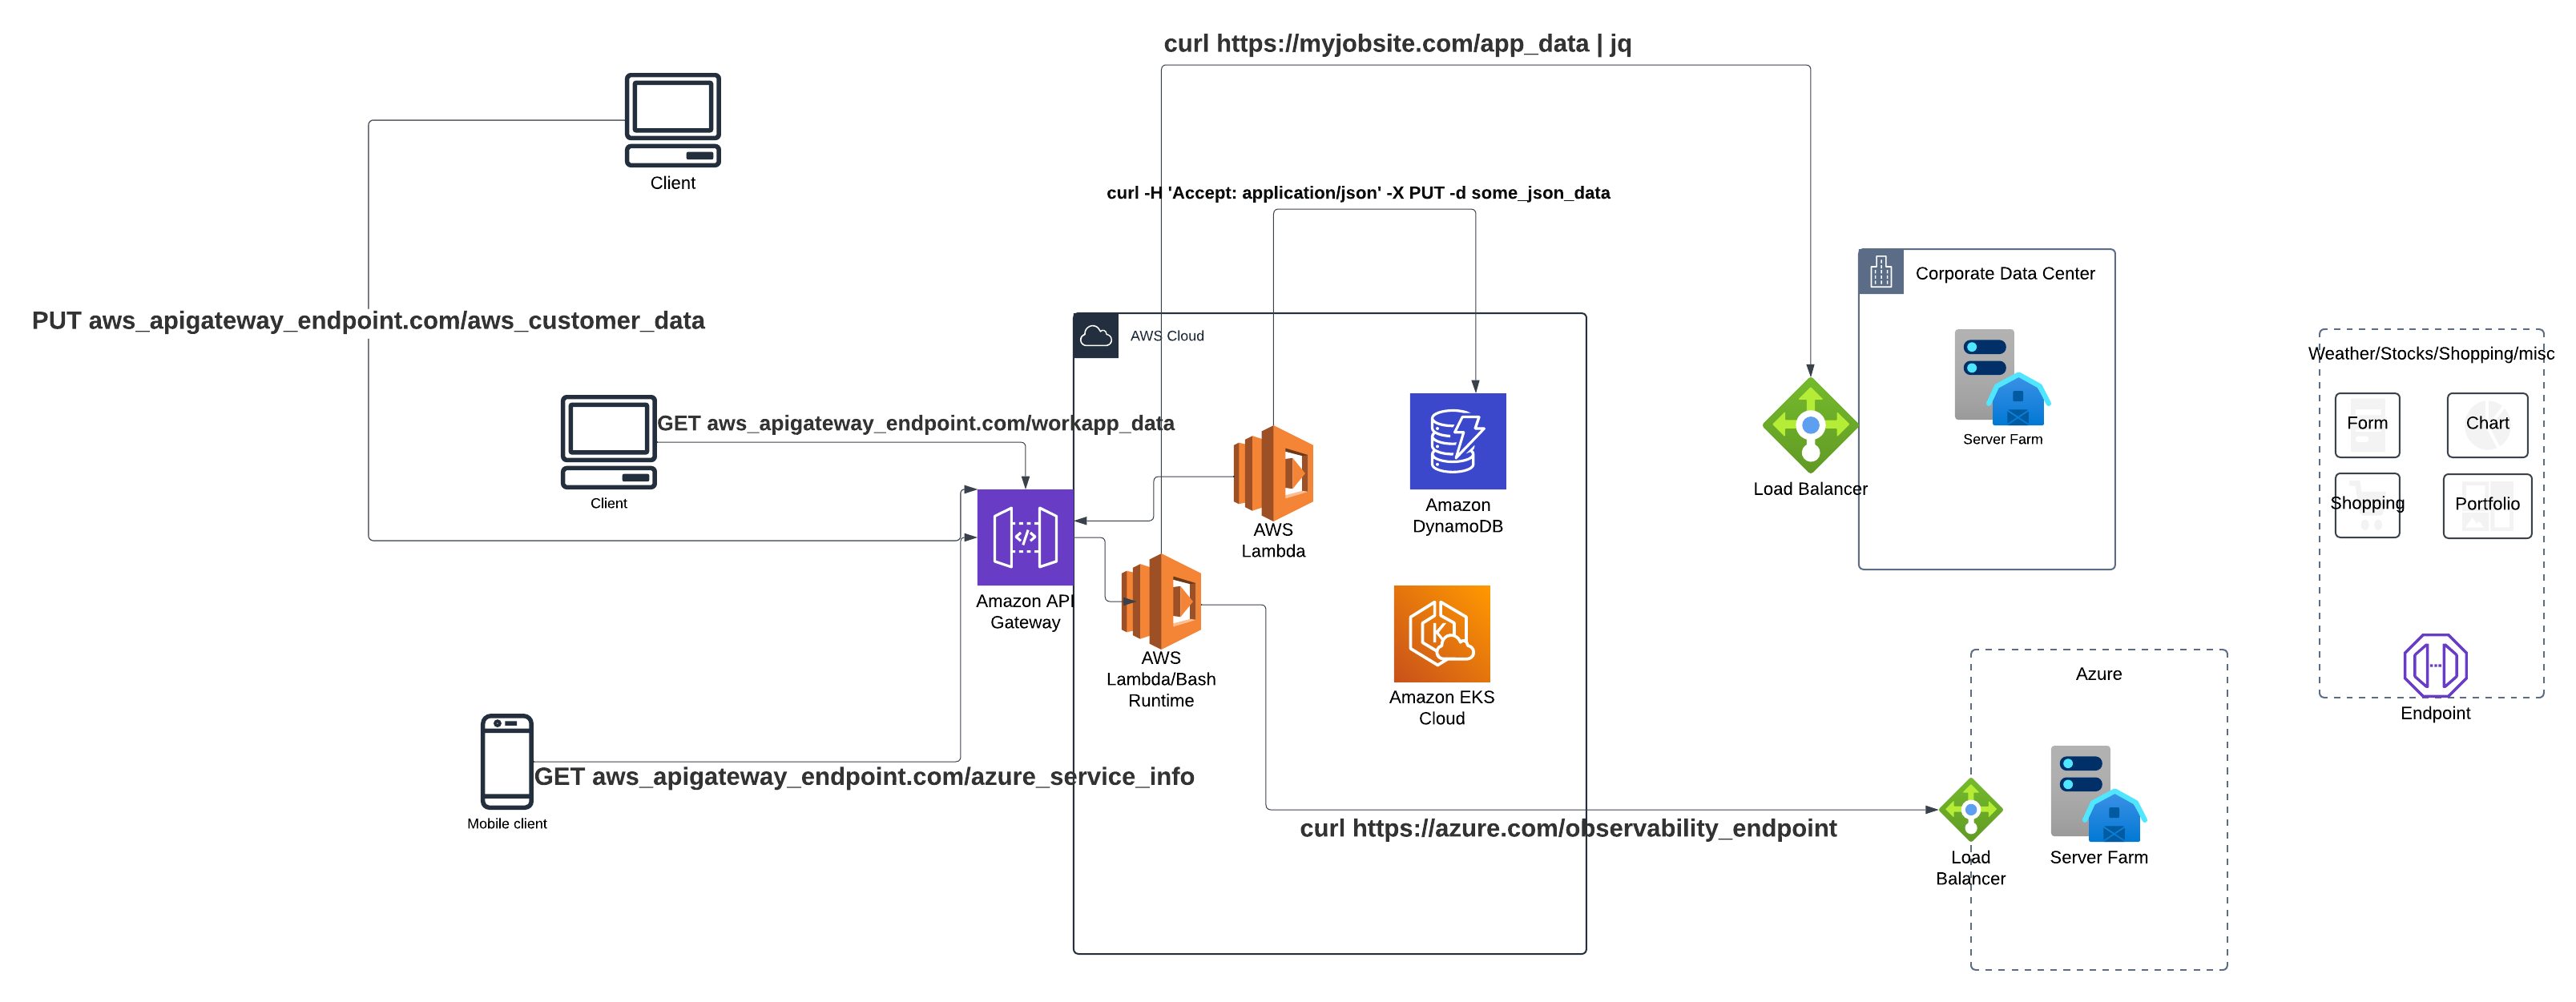 curl https://myjobsite.com/app_data | jq
Client
curl -H 'Accept: application/json' -X PUT -d some_json_data
Corporate Data Center
PUT aws_apigateway_endpoint.com/aws_customer_data
AWS Cloud
Weather/Stocks/Shopping/misc
Server Farm
GET aws_apigateway_endpoint.com/workapp_data
Form
Chart
Client
Load Balancer
Amazon
DynamoDB
Shopping
Portfolio
</>
AWS
Lambda
Amazon API
Gateway
K
AWS
Lambda/Bash
Runtime
Amazon EKS
Cloud
Azure
Endpoint
GET aws_apigateway_endpoint.com/azure_service_info
Mobile client
curl https://azure.com/observability_endpoint
Load
Balancer
Server Farm